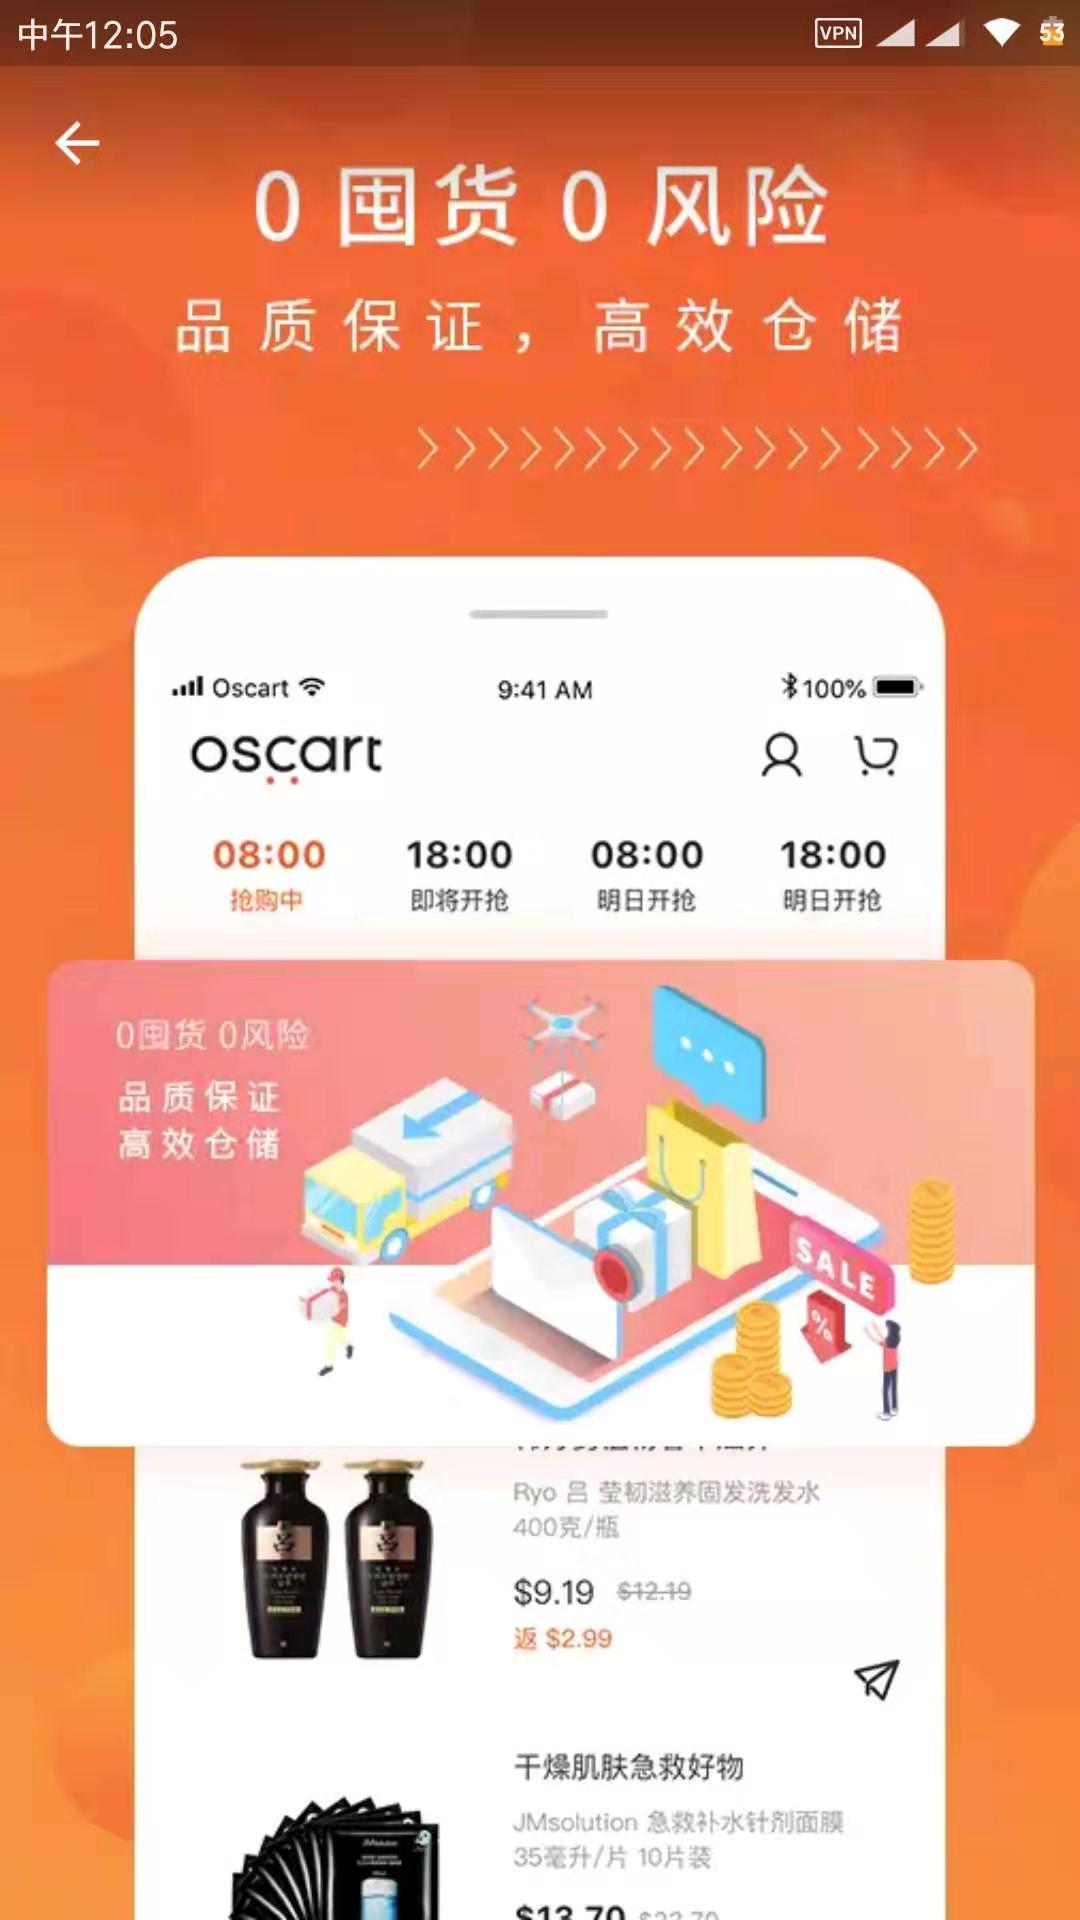 中午12:05
VPN
53
0 囤货 0 风险
品质保证，高效仓储
Oscart
9:41 AM
100%
oscart
08:00 18:00 08:00 18:00
抢购中 即将开抢 明日开抢 明日开抢
0囤货 0风险
品质保证
高效仓储
SALE
%
Ryo 吕 莹韧滋养固发洗发水
400克/瓶
吕 吕
$9.19 $12.19
返 $2.99
干燥肌肤急救好物
JMsolution 急救补水针剂面膜
35毫升/片 10片装
JMsolution
$13.70